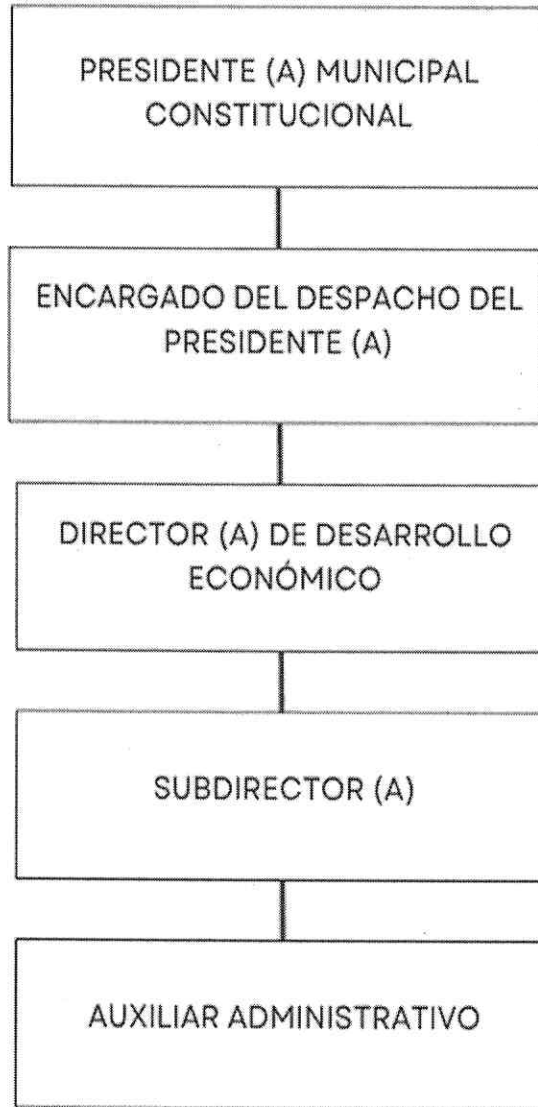 PRESIDENTE (A) MUNICIPAL
CONSTITUCIONAL
ENCARGADO DEL DESPACHO DEL
PRESIDENTE (A)
DIRECTOR (A) DE DESARROLLO
ECONÓMICO
SUBDIRECTOR (A)
AUXILIAR ADMINISTRATIVO